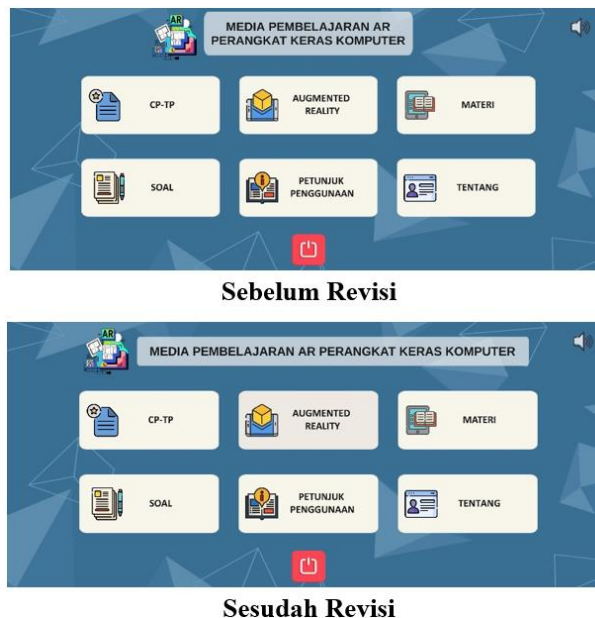 AR
MEDIA PEMBELAJARAN AR
PERANGKAT KERAS KOMPUTER
CP-TP
AUGMENTED
REALITY
MATERI
SOAL
PETUNJUK
PENGGUNAAN
TENTANG
Sebelum Revisi
AR
MEDIA PEMBELAJARAN AR PERANGKAT KERAS KOMPUTER
CP-TP
AUGMENTED
REALITY
MATERI
SOAL
PETUNJUK
PENGGUNAAN
TENTANG
Sesudah Revisi